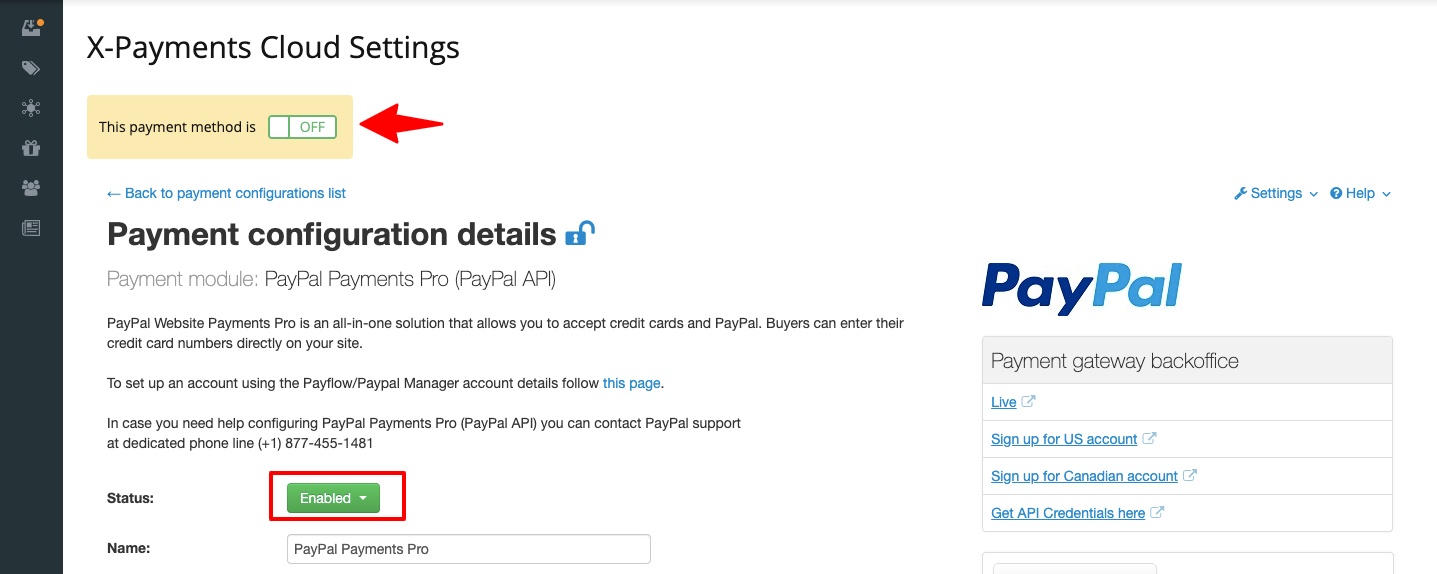 X-Payments Cloud Settings
This payment method is OFF
← Back to payment configurations list
Settings Help
Payment configuration details
Payment module: PayPal Payments Pro (PayPal API)
PayPal
PayPal Website Payments Pro is an all-in-one solution that allows you to accept credit cards and PayPal. Buyers can enter their
credit card numbers directly on your site.
To set up an account using the Payflow/Paypal Manager account details follow this page.
In case you need help configuring PayPal Payments Pro (PayPal API) you can contact PayPal support
at dedicated phone line (+1) 877-455-1481
Status: Enabled
Name: PayPal Payments Pro
Payment gateway backoffice
Live
Sign up for US account
Sign up for Canadian account
Get API Credentials here